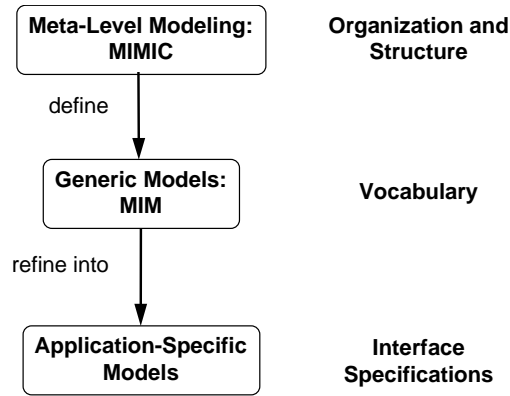 Meta-Level Modeling:
MIMIC
Organization and
Structure
define
Generic Models:
MIM
Vocabulary
refine into
Application-Specific
Models
Interface
Specifications